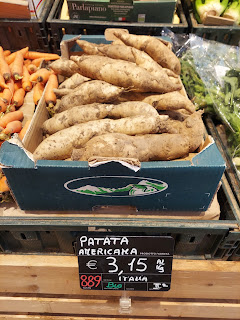 Parlapiano
PATATA
AMERICANA
€ 3,15 AL Kg
889 Bio
ITALIA